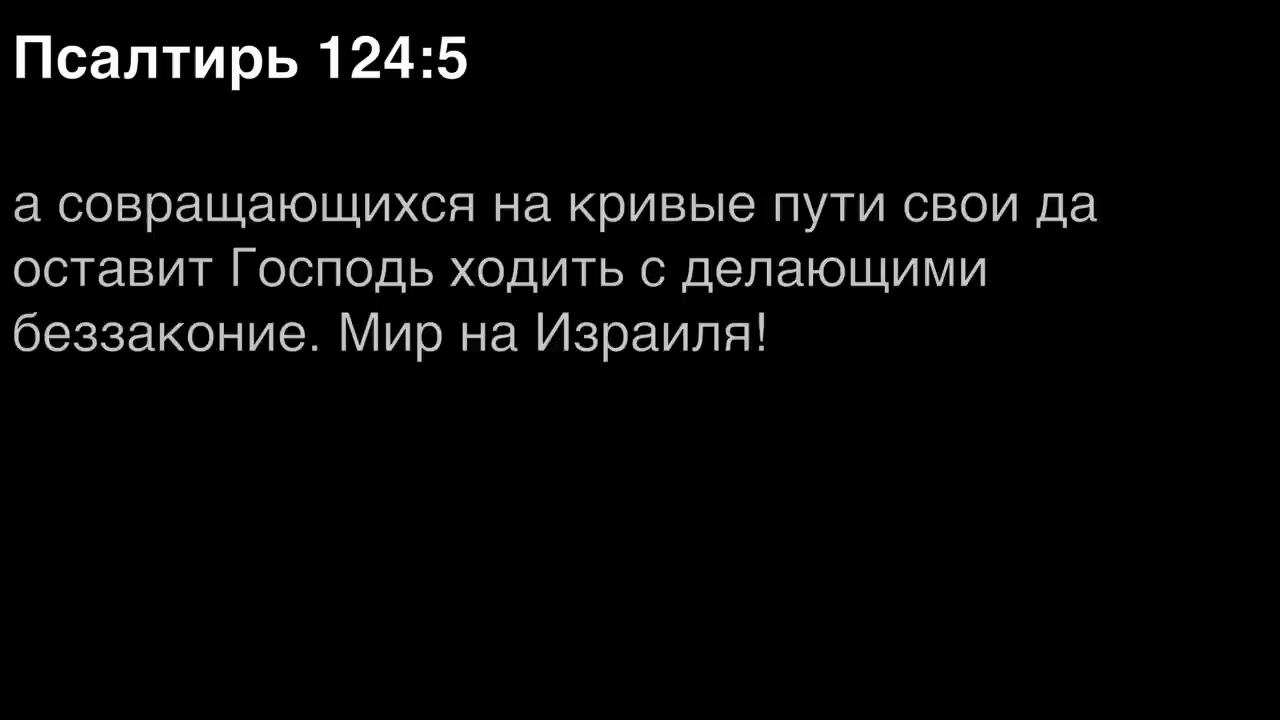 Псалтирь 124:5
а совращающихся на кривые пути свои да
оставит Господь ходить с делающими
беззаконие. Мир на Израиля!